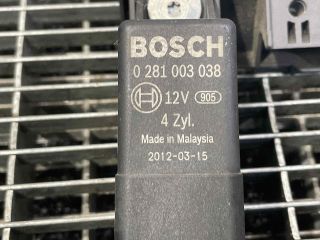 BOSCH
0 281 003 038
12V 905
4 Zyl.
Made in Malaysia
2012-03-15